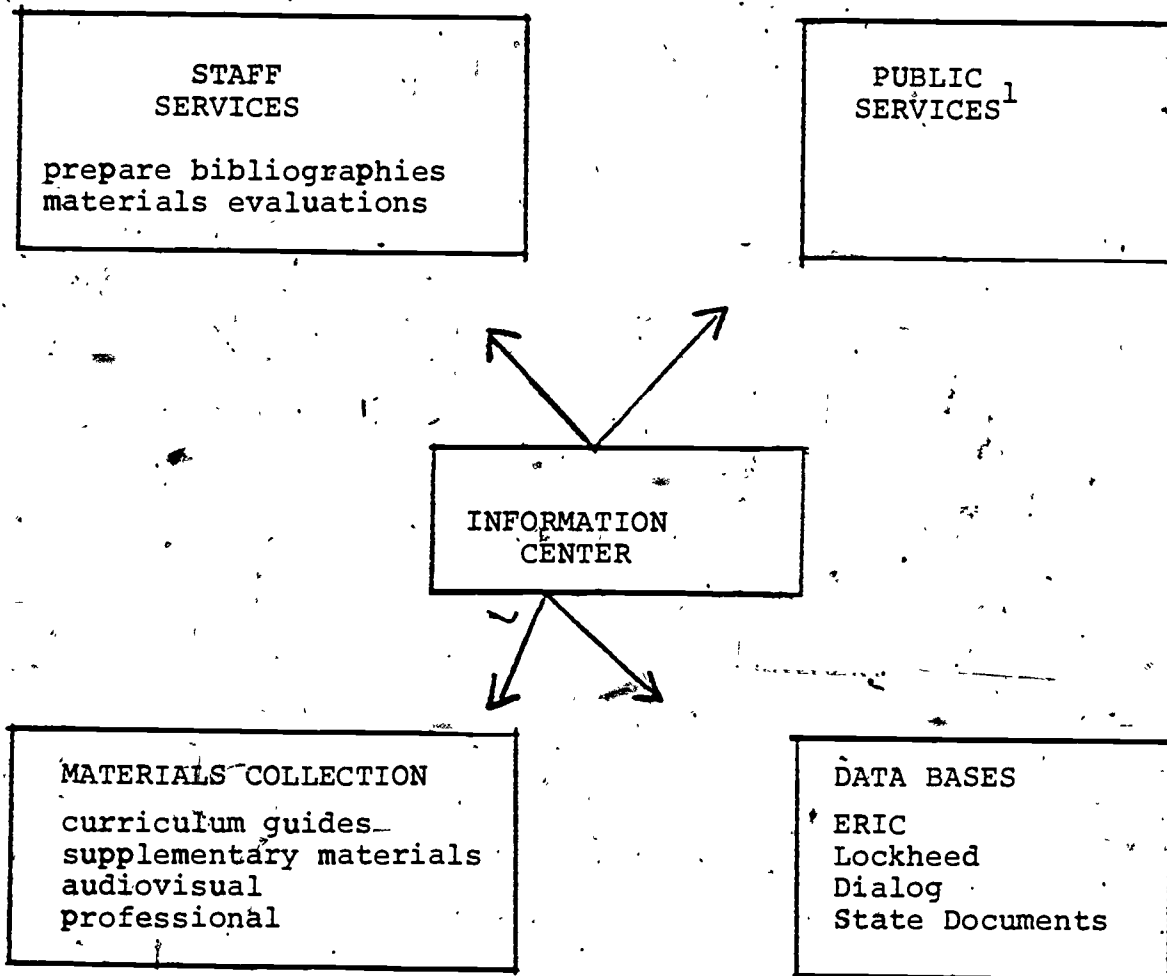 STAFF
SERVICES
prepare bibliographies
materials evaluations
PUBLIC
SERVICES¹
INFORMATION
CENTER
MATERIALS COLLECTION
curriculum guides
supplementary materials
audiovisual
professional
DATA BASES
ERIC
Lockheed
Dialog
State Documents